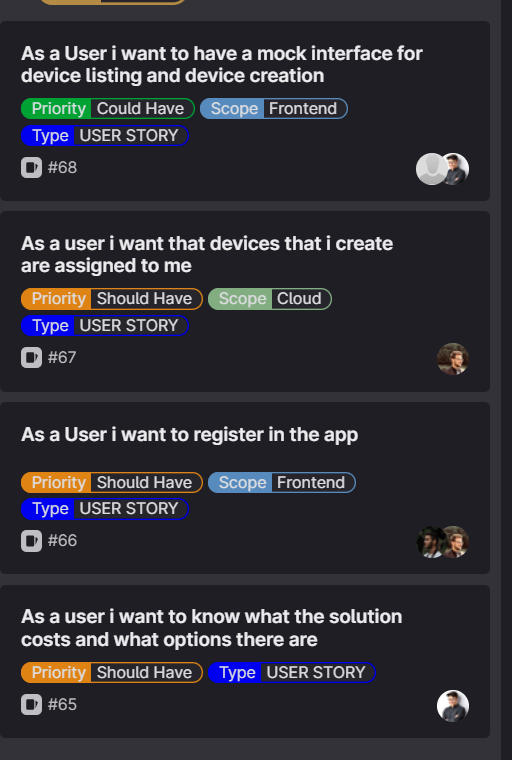 As a User i want to have a mock interface for
device listing and device creation
Priority Could Have Scope Frontend
Type USER STORY
#68
As a user i want that devices that i create
are assigned to me
Priority Should Have Scope Cloud
Type USER STORY
#67
As a User i want to register in the app
Priority Should Have Scope Frontend
Type USER STORY
#66
As a user i want to know what the solution
costs and what options there are
Priority Should Have Type USER STORY
#65